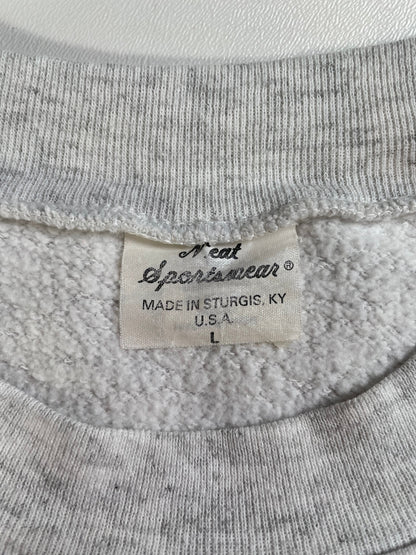 Neat
Sportswear®
MADE IN STURGIS, KY
U.S.A.
L